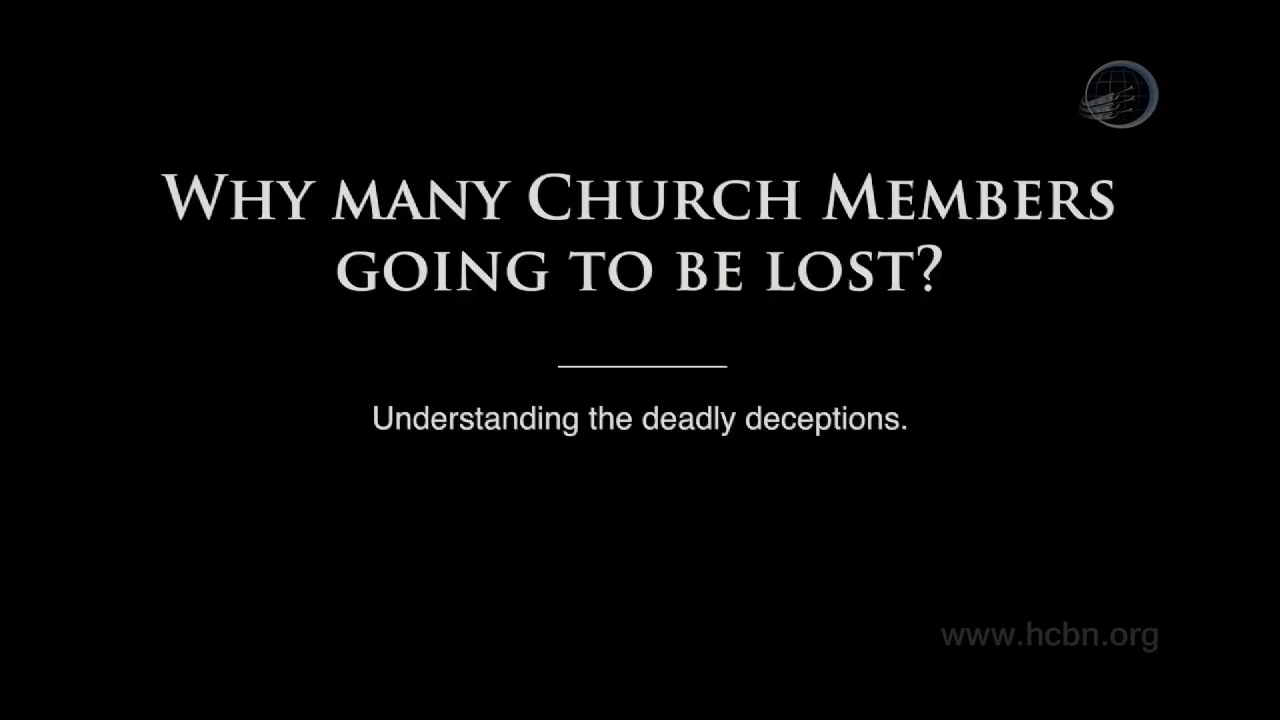 Why many Church Members
going to be lost?
Understanding the deadly deceptions.
www.hcbn.org